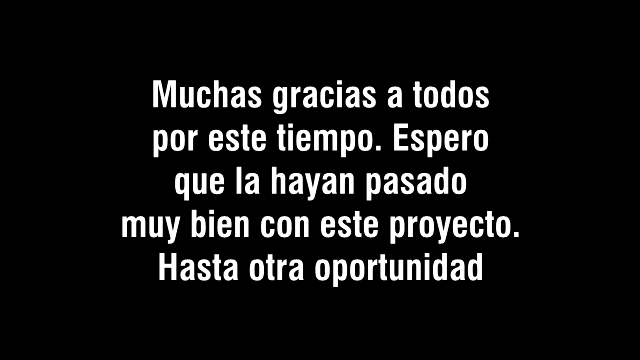 Muchas gracias a todos
por este tiempo. Espero
que la hayan pasado
muy bien con este proyecto.
Hasta otra oportunidad